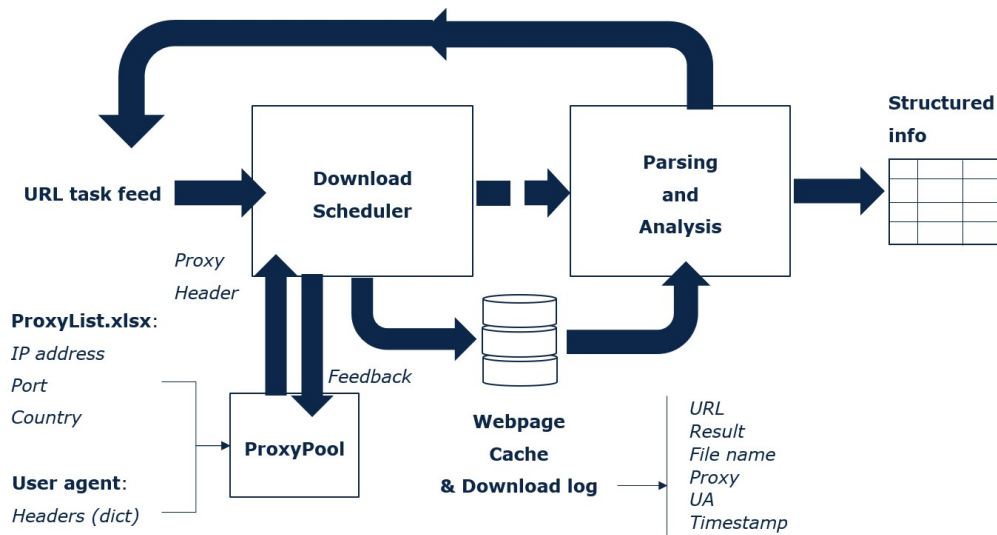 Structured
info
URL task feed
Download
Scheduler
Parsing
and
Analysis
Proxy
Header
ProxyList.xlsx:
IP address
Port
Country
User agent:
Headers (dict)
Feedback
ProxyPool
Webpage
Cache
& Download log
URL
Result
File name
Proxy
UA
Timestamp